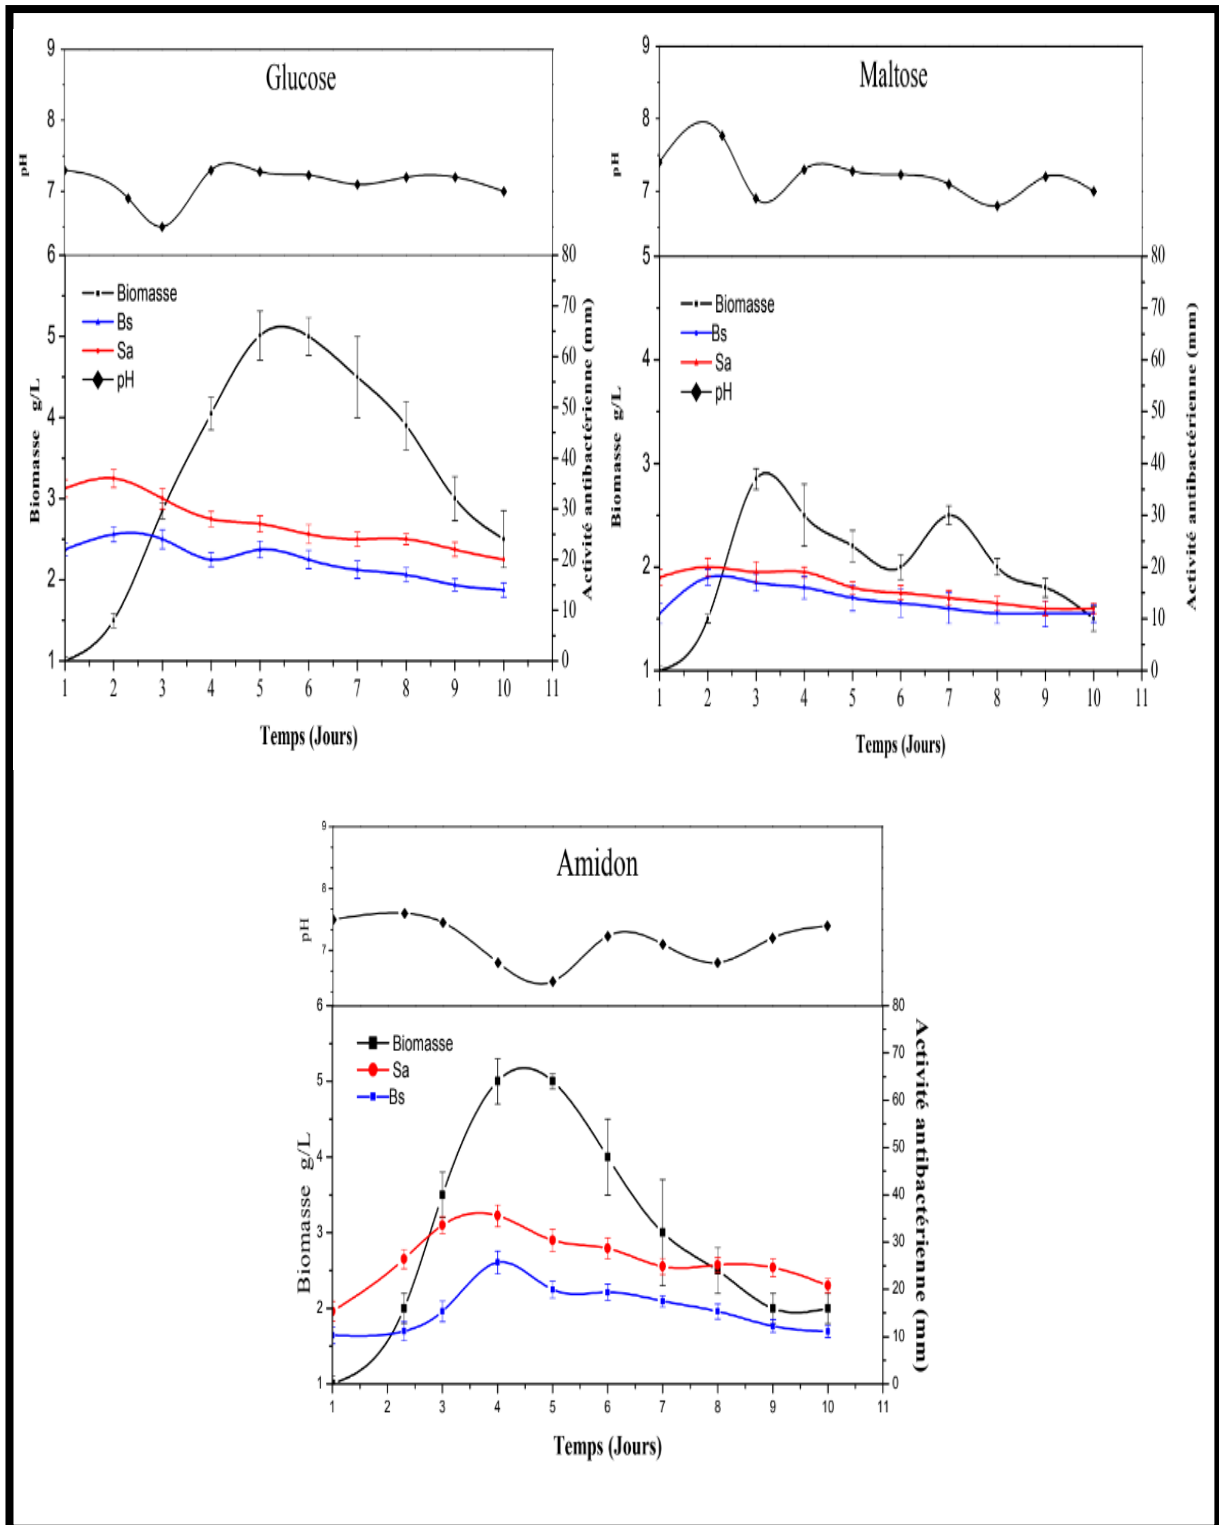 Glucose
9
8
7
6
pH
Biomasse
Bs
Sa
pH
5
4
3
2
1
Biomasse g/L
80
70
60
50
40
30
20
10
0
Activité antibactérienne (mm)
1 2 3 4 5 6 7 8 9 10 11
Temps (Jours)
Maltose
9
8
7
5
pH
Biomasse
Bs
Sa
pH
4
3
2
1
Biomasse g/L
80
70
60
50
40
30
20
10
0
Activité antibactérienne (mm)
1 2 3 4 5 6 7 8 9 10 11
Temps (Jours)
Amidon
9
8
7
6
pH
Biomasse
Sa
Bs
5
4
3
2
1
Biomasse g/L
80
70
60
50
40
30
20
10
0
Activité antibactérienne (mm)
1 2 3 4 5 6 7 8 9 10 11
Temps (Jours)